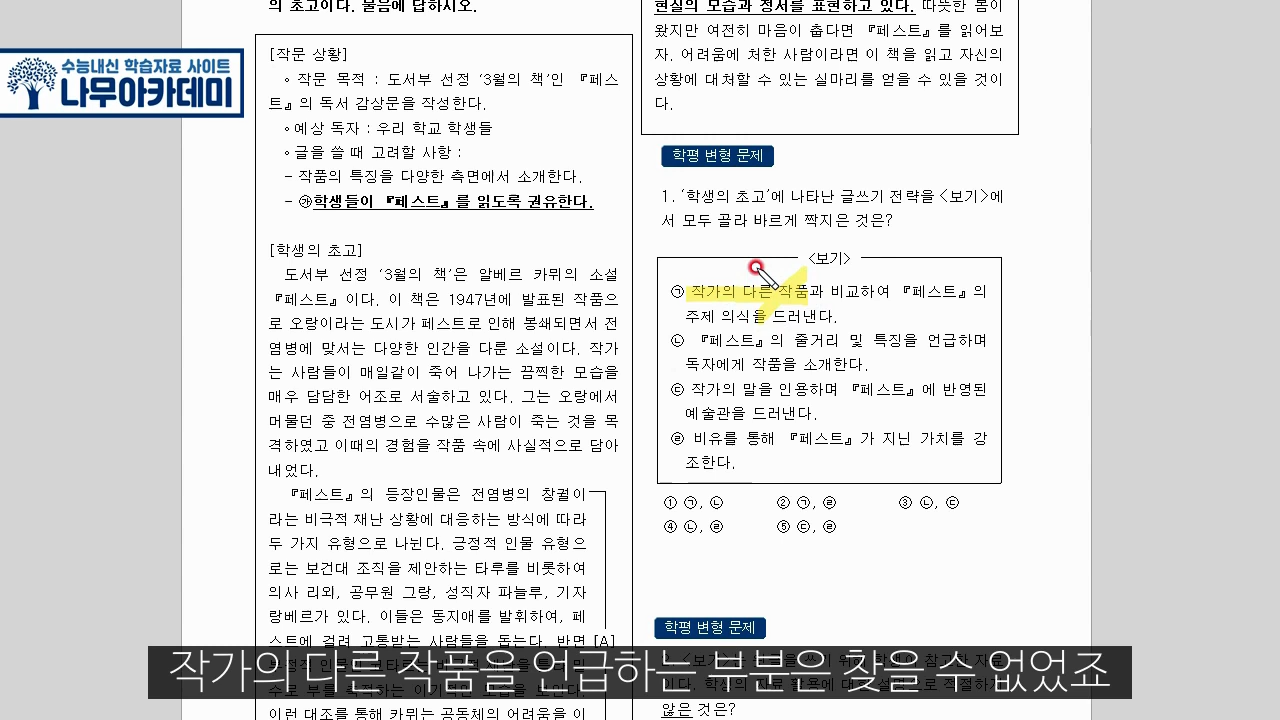 의 초고이다. 물음에 답하시오.
수능내신 학습자료 사이트
나무아카데미
[작문 상황]
◦ 작문 목적 : 도서부 선정 ‘3월의 책’인 『페스
트』의 독서 감상문을 작성한다.
◦ 예상 독자 : 우리 학교 학생들
◦ 글을 쓸 때 고려할 사항 :
- 작품의 특징을 다양한 측면에서 소개한다.
- ㉮학생들이 『페스트』를 읽도록 권유한다.
[학생의 초고]
도서부 선정 ‘3월의 책’은 알베르 카뮈의 소설
『페스트』이다. 이 책은 1947년에 발표된 작품으
로 오랑이라는 도시가 페스트로 인해 봉쇄되면서 전
염병에 맞서는 다양한 인간을 다룬 소설이다. 작가
는 사람들이 매일같이 죽어 나가는 끔찍한 모습을
매우 담담한 어조로 서술하고 있다. 그는 오랑에서
머물던 중 전염병으로 수많은 사람이 죽는 것을 목
격하였고 이때의 경험을 작품 속에 사실적으로 담아
내었다.
『페스트』의 등장인물은 전염병의 창궐이
라는 비극적 재난 상황에 대응하는 방식에 따라
두 가지 유형으로 나뉜다. 긍정적 인물 유형으
로는 보건대 조직을 제안하는 타루를 비롯하여
의사 리외, 공무원 그랑, 성직자 파늘루, 기자
랑베르가 있다. 이들은 동지애를 발휘하여, 페
스트에 걸려 고통받는 사람들을 돕는다. 반면 [A]
이런 대조를 통해 카뮈는 공동체의 어려움을 이
현실의 모습과 정서를 표현하고 있다. 따뜻한 봄이
왔지만 여전히 마음이 춥다면 『페스트』를 읽어보
자. 어려움에 처한 사람이라면 이 책을 읽고 자신의
상황에 대처할 수 있는 실마리를 얻을 수 있을 것이
다.
학평 변형 문제
1. ‘학생의 초고’에 나타난 글쓰기 전략을 <보기>에
서 모두 골라 바르게 짝지은 것은?
<보기>
㉠ 작가의 다른 작품과 비교하여 『페스트』의
주제 의식을 드러낸다.
㉡ 『페스트』의 줄거리 및 특징을 언급하며
독자에게 작품을 소개한다.
㉢ 작가의 말을 인용하며 『페스트』에 반영된
예술관을 드러낸다.
㉣ 비유를 통해 『페스트』가 지닌 가치를 강
조한다.
① ㉠, ㉡ ② ㉠, ㉣ ③ ㉡, ㉢
④ ㉡, ㉣ ⑤ ㉢, ㉣
학평 변형 문제
않은 것은?
작가의 다른 작품을 언급하는 부분은 찾을 수 없었죠